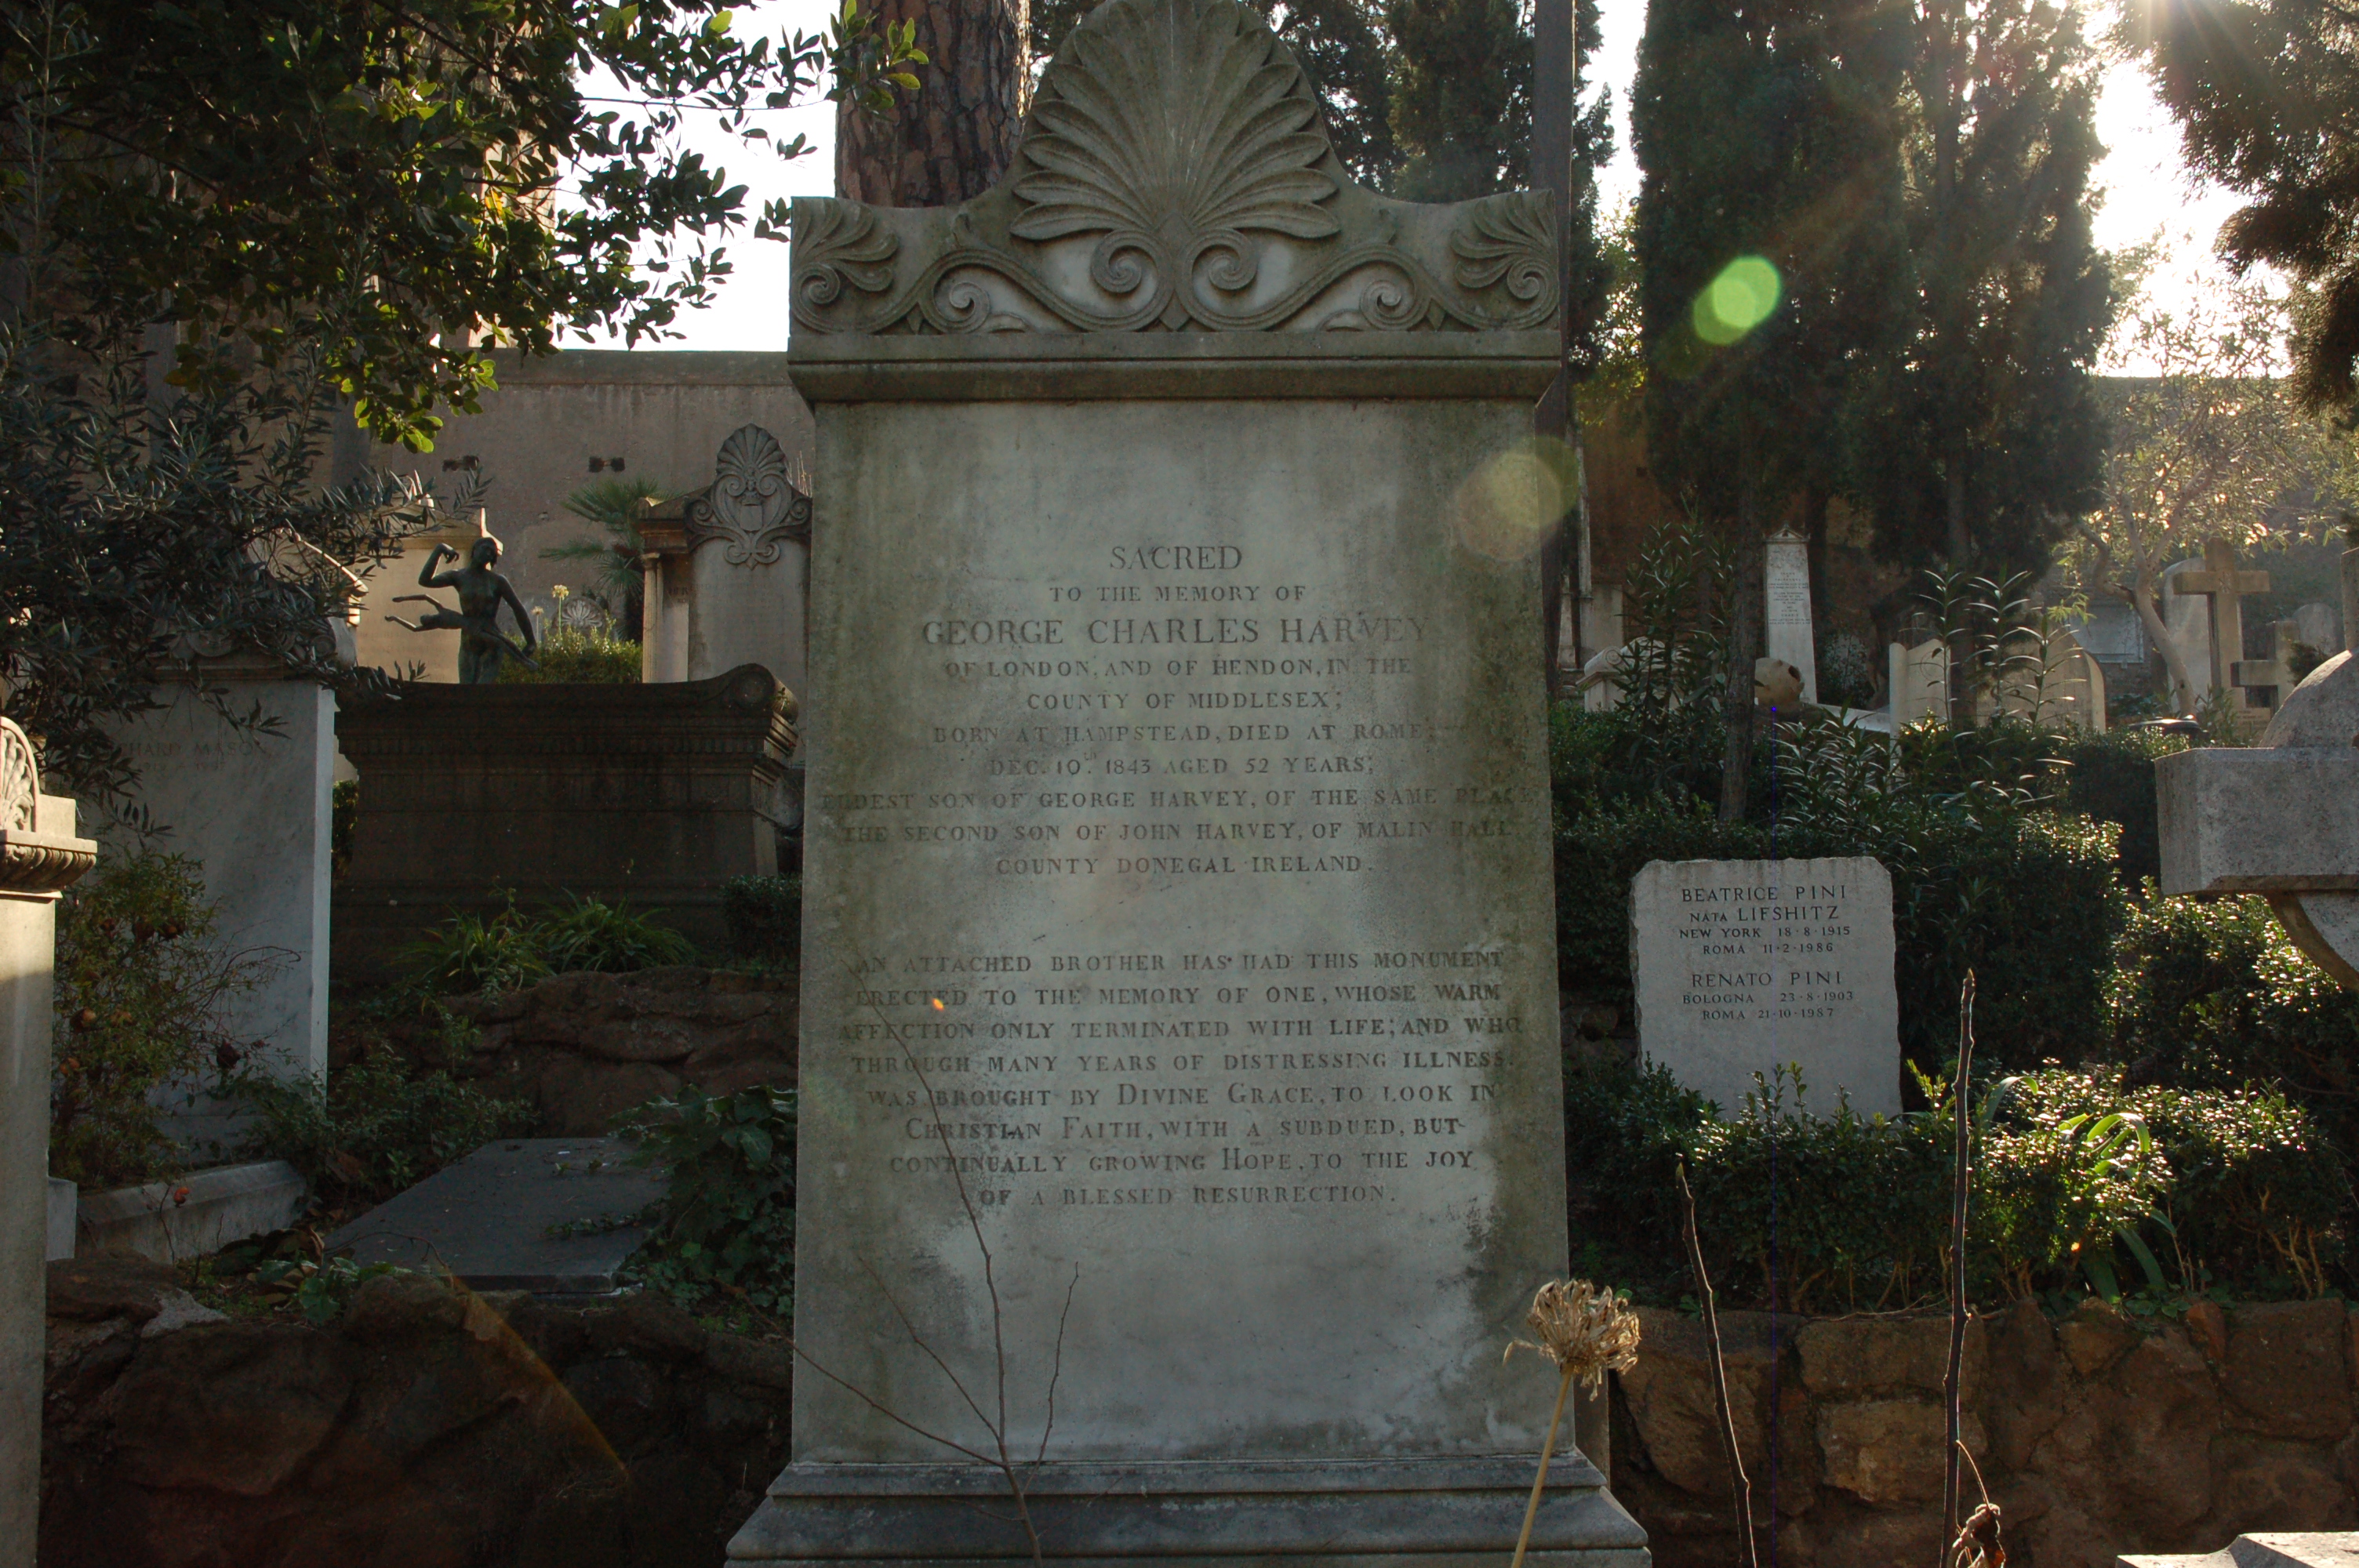 SACRED
TO THE MEMORY OF
GEORGE CHARLES HARVEY
OF LONDON, AND OF HENDON, IN THE
COUNTY OF MIDDLESEX;
BORN AT HAMPSTEAD, DIED AT ROME;
DEC. 10th 1843 AGED 52 YEARS;
ELDEST SON OF GEORGE HARVEY, OF THE SAME PLACE
THE SECOND SON OF JOHN HARVEY, OF MALIN HALL
COUNTY DONEGAL IRELAND.
AN ATTACHED BROTHER HAS HAD THIS MONUMENT
ERECTED TO THE MEMORY OF ONE, WHOSE WARM
AFFECTION ONLY TERMINATED WITH LIFE; AND WHO
THROUGH MANY YEARS OF DISTRESSING ILLNESS.
WAS BROUGHT BY DIVINE GRACE, TO LOOK IN
CHRISTIAN FAITH, WITH A SUBDUED, BUT
CONTINUALLY GROWING HOPE, TO THE JOY
OF A BLESSED RESURRECTION.
BEATRICE PINI
NATA LIFSHITZ
NEW YORK 18·8·1915
ROMA 11·2·1986
RENATO PINI
BOLOGNA 23·8·1903
ROMA 21·10·1987
MASON